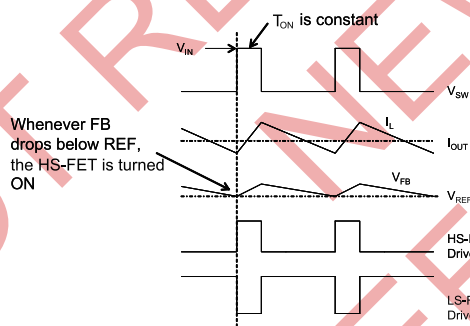 T_ON is constant
V_IN
V_SW
Whenever FB
drops below REF,
the HS-FET is turned
ON
I_L
I_OUT
V_FB
V_REF
HS-
Drive
LS-
Drive